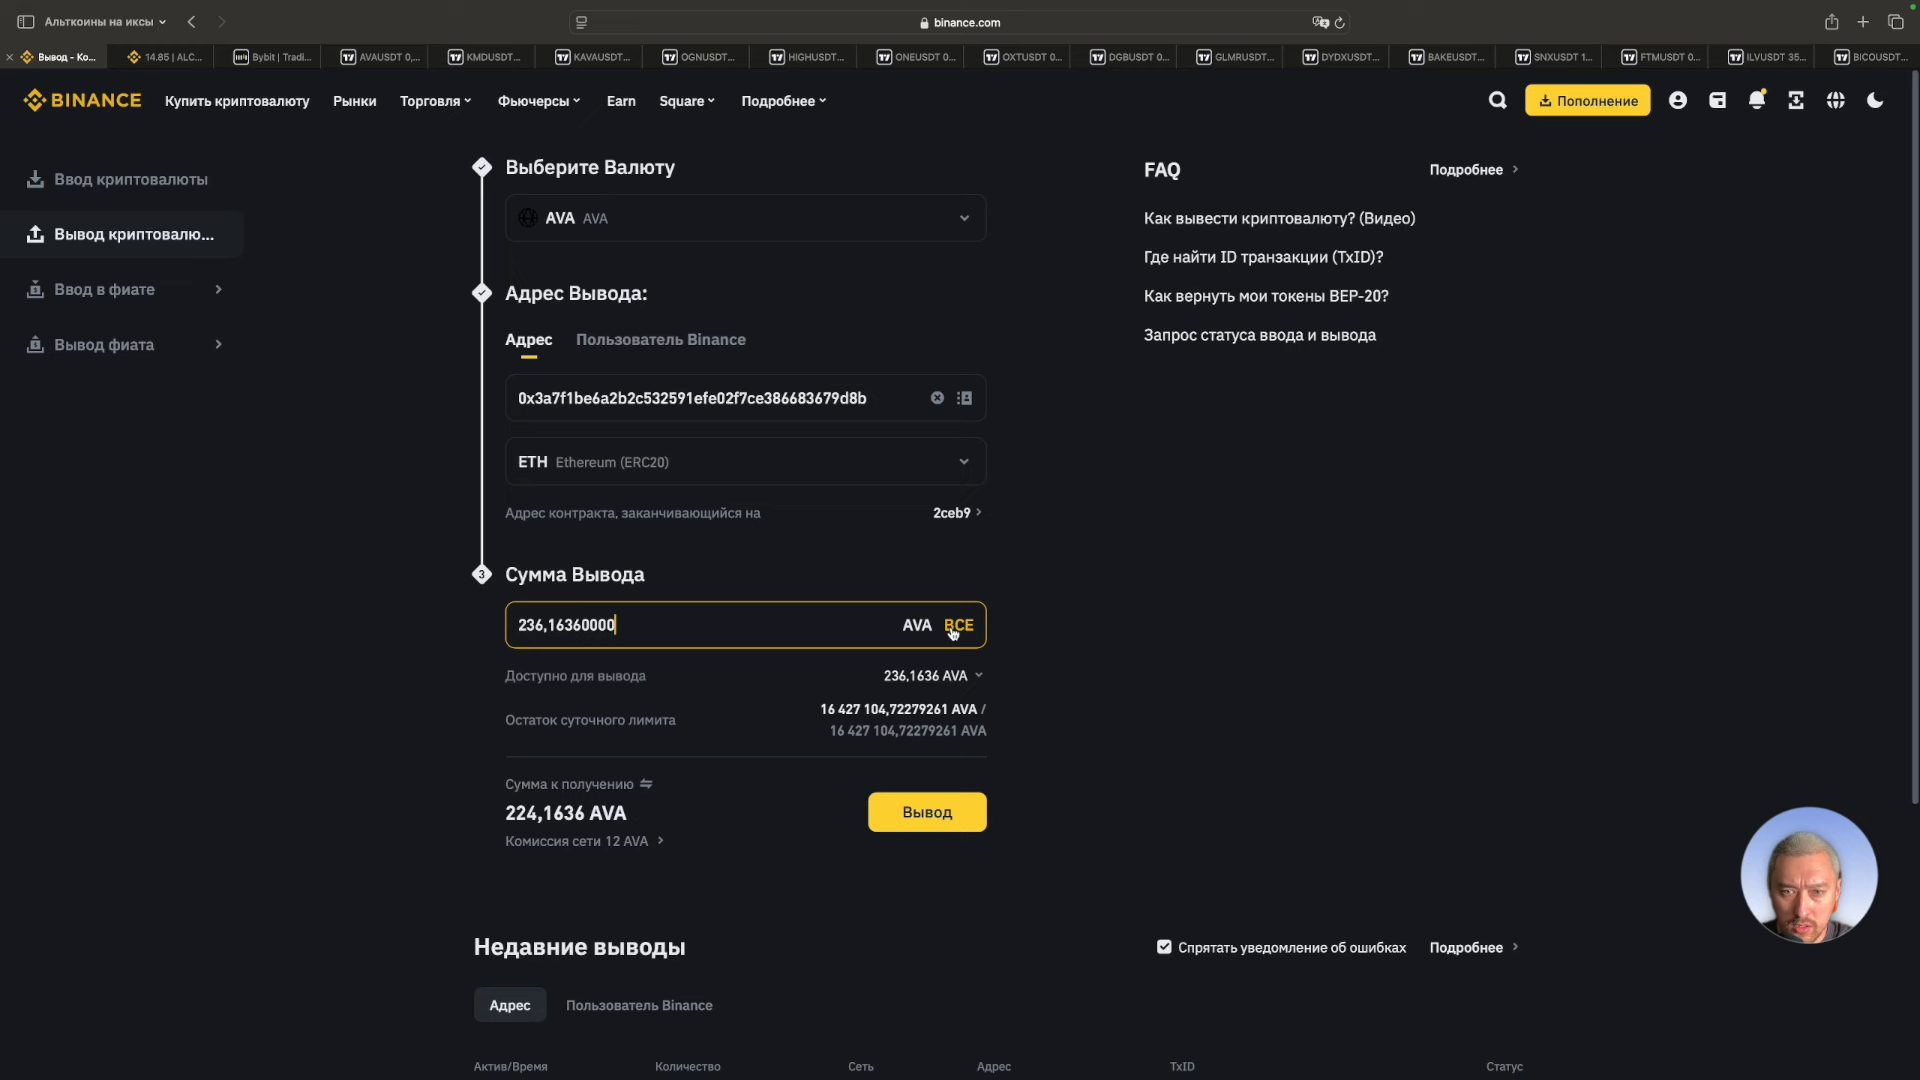 Альткоины на иксы
binance.com
Вывод - Ко...
14.85 | ALC...
Bybit | Tradi...
AVAUSDT 0,...
KMDUSDT...
KAVAUSDT...
OGNUSDT...
HIGHUSDT...
ONEUSDT 0...
OXTUSDT 0...
DGBUSDT 0...
GLMRUSDT...
DYDXUSDT...
BAKEUSDT...
SNXUSDT 1...
FTMUSDT 0...
ILVUSDT 35...
BICOUSDT...
BINANCE
Купить криптовалюту
Рынки
Торговля
Фьючерсы
Earn
Square
Подробнее
Пополнение
Ввод криптовалюты
Вывод криптовалю...
Ввод в фиате
Вывод фиата
Выберите Валюту
AVA AVA
Адрес Вывода:
Адрес
Пользователь Binance
0x3a7f1be6a2b2c532591efe02f7ce386683679d8b
ETH Ethereum (ERC20)
Адрес контракта, заканчивающийся на 2ceb9
3 Сумма Вывода
236,16360000 AVA ВСЕ
Доступно для вывода 236,1636 AVA
Остаток суточного лимита
16 427 104,72279261 AVA /
16 427 104,72279261 AVA
Сумма к получению
224,1636 AVA
Комиссия сети 12 AVA
Вывод
FAQ
Подробнее
Как вывести криптовалюту? (Видео)
Где найти ID транзакции (TxID)?
Как вернуть мои токены BEP-20?
Запрос статуса ввода и вывода
Недавние выводы
Спрятать уведомление об ошибках
Подробнее
Адрес
Пользователь Binance
Актив/Время
Количество
Сеть
Адрес
TxID
Статус